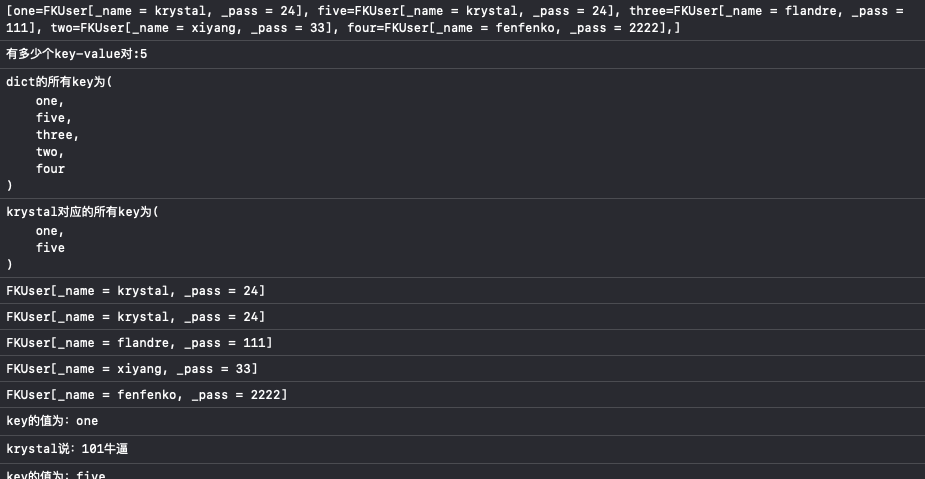 [one=FKUser[_name = krystal, _pass = 24], five=FKUser[_name = krystal, _pass = 24], three=FKUser[_name = flandre, _pass =
111], two=FKUser[_name = xiyang, _pass = 33], four=FKUser[_name = fenfenko, _pass = 2222],]
有多少个key-value对:5
dict的所有key为(
    one,
    five,
    three,
    two,
    four
)
krystal对应的所有key为(
    one,
    five
)
FKUser[_name = krystal, _pass = 24]
FKUser[_name = krystal, _pass = 24]
FKUser[_name = flandre, _pass = 111]
FKUser[_name = xiyang, _pass = 33]
FKUser[_name = fenfenko, _pass = 2222]
key的值为：one
krystal说：101牛逼
key的值为：five